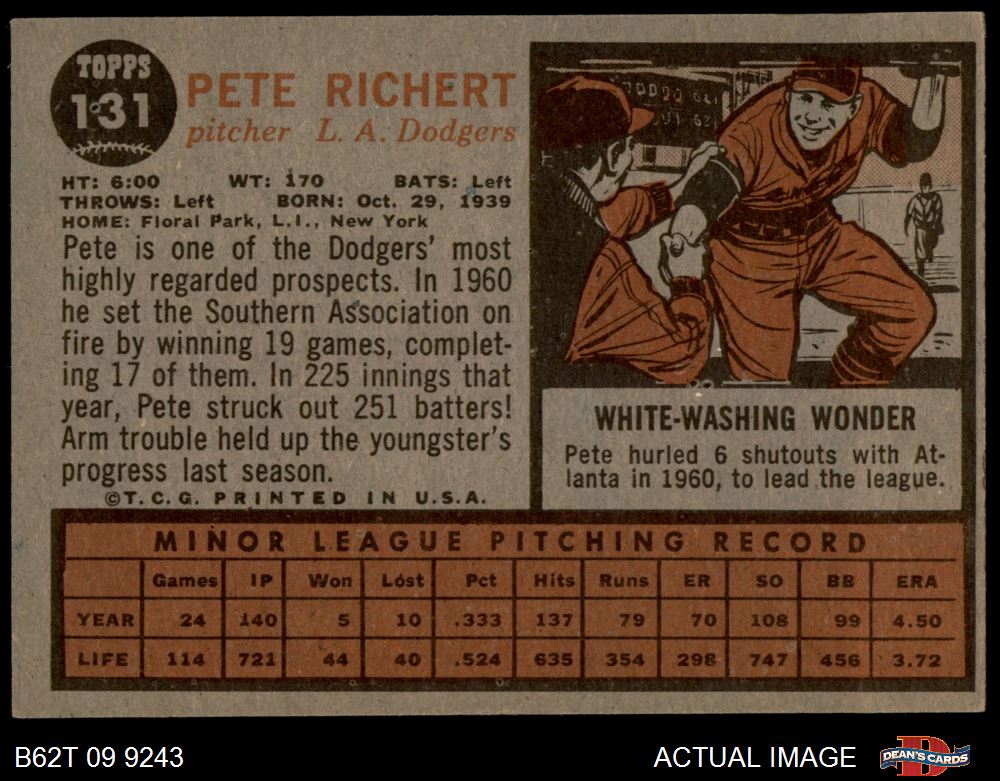 TOPPS
131
PETE RICHERT
pitcher L. A. Dodgers
HT: 6:00 WT: 170 BATS: Left
THROWS: Left BORN: Oct. 29, 1939
HOME: Floral Park, L.I., New York
Pete is one of the Dodgers' most
highly regarded prospects. In 1960
he set the Southern Association on
fire by winning 19 games, complet-
ing 17 of them. In 225 innings that
year, Pete struck out 251 batters!
Arm trouble held up the youngster's
progress last season.
©T.C.G. PRINTED IN U.S.A.
WHITE-WASHING WONDER
Pete hurled 6 shutouts with At-
lanta in 1960, to lead the league.
MINOR LEAGUE PITCHING RECORD
Games IP Won Lost Pct Hits Runs ER SO BB ERA
YEAR 24 140 5 10 .333 137 79 70 108 99 4.50
LIFE 114 721 44 40 .524 635 354 298 747 456 3.72
B62T 09 9243
ACTUAL IMAGE
DEAN'S CARDS